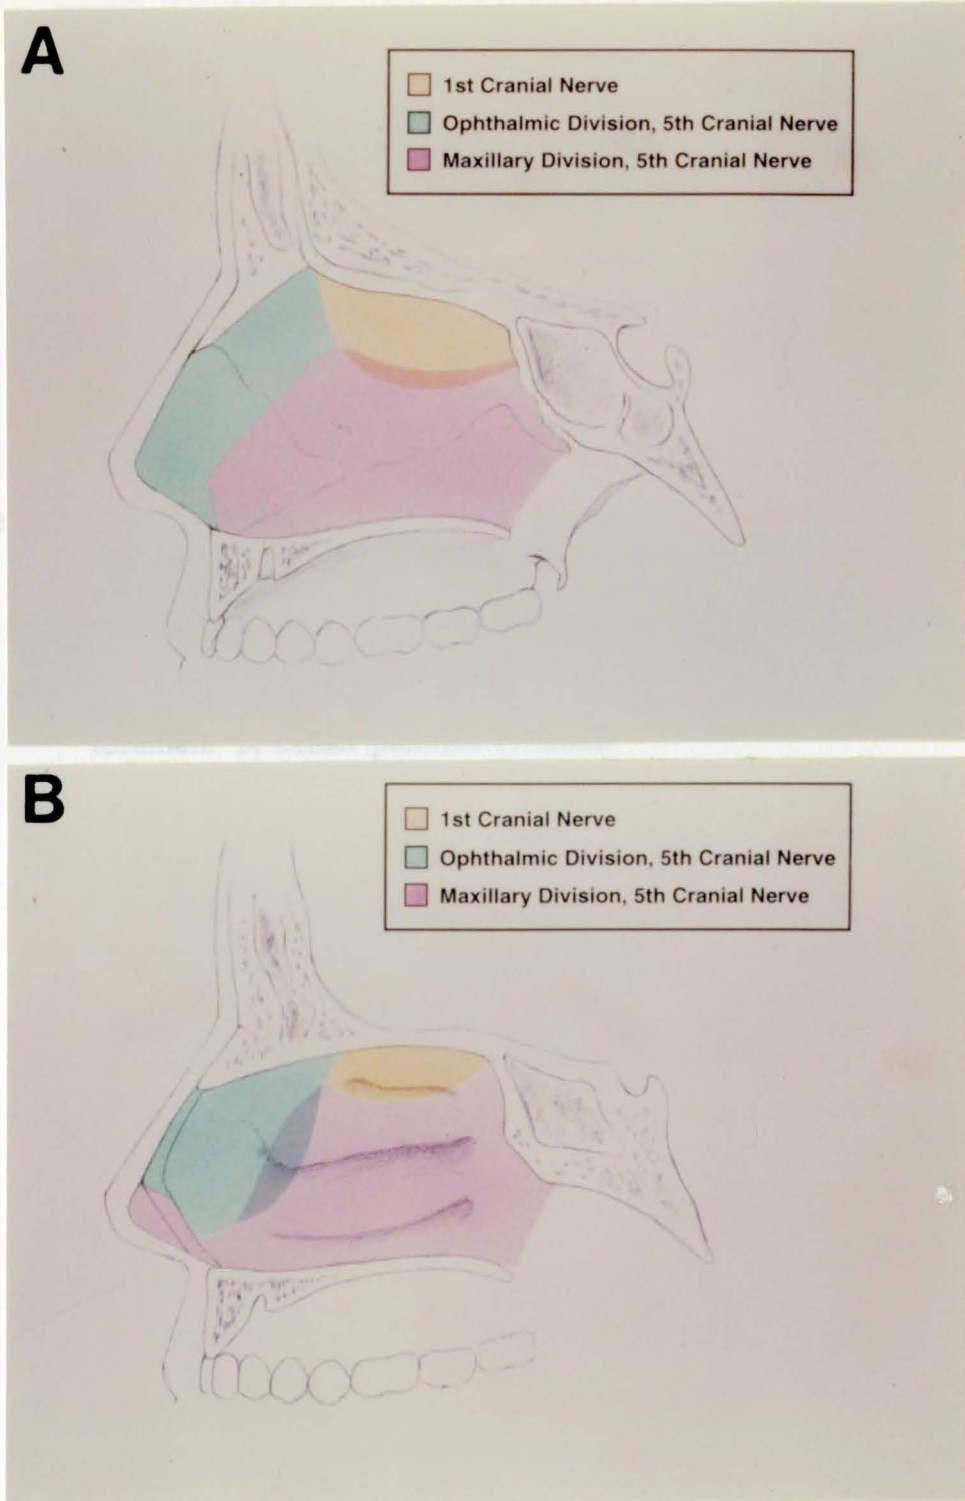 A
1st Cranial Nerve
Ophthalmic Division, 5th Cranial Nerve
Maxillary Division, 5th Cranial Nerve
B
1st Cranial Nerve
Ophthalmic Division, 5th Cranial Nerve
Maxillary Division, 5th Cranial Nerve